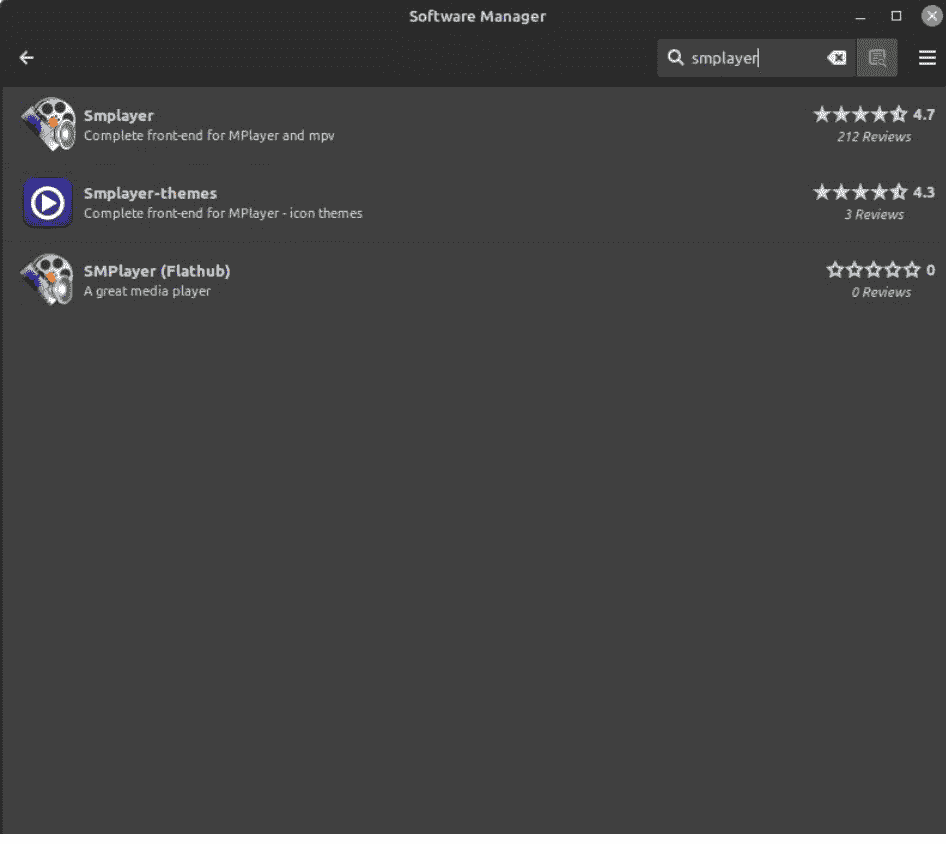 Software Manager
smplayer
Smplayer
4.7
Complete front-end for MPlayer and mpv
212 Reviews
Smplayer-themes
4.3
Complete front-end for MPlayer - icon themes
3 Reviews
SMPlayer (Flathub)
0
A great media player
0 Reviews